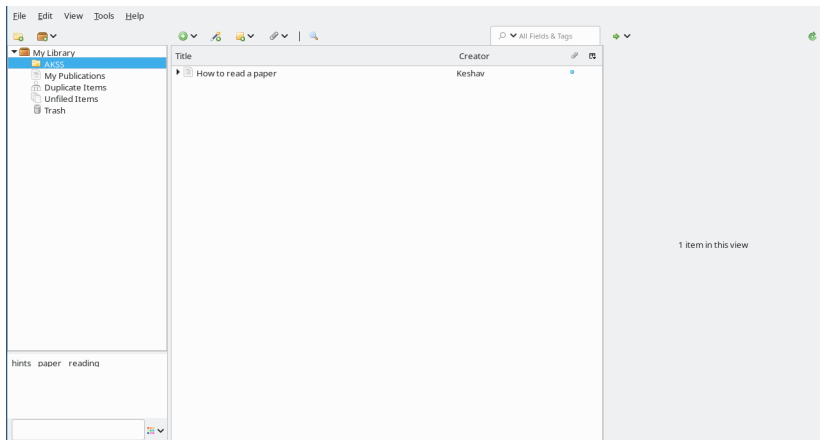 File Edit View Tools Help
All Fields & Tags
My Library
AKSS
My Publications
Duplicate Items
Unfiled Items
Trash
Title Creator
How to read a paper Keshav
1 item in this view
hints paper reading